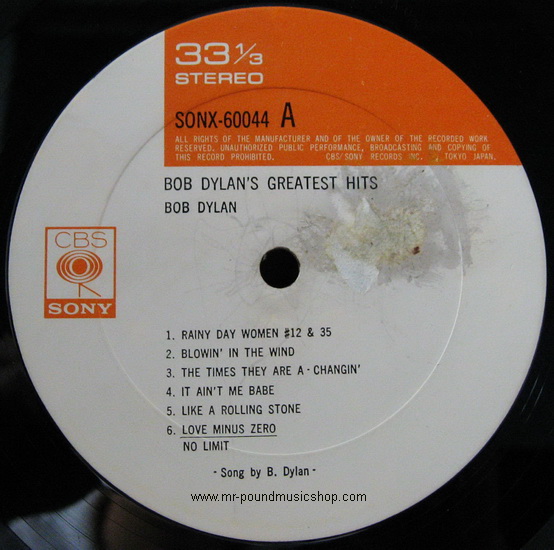 33 1/3
STEREO
SONX-60044 A
ALL RIGHTS OF THE MANUFACTURER AND OF THE OWNER OF THE RECORDED WORK
RESERVED. UNAUTHORIZED PUBLIC PERFORMANCE, BROADCASTING AND COPYING OF
THIS RECORD PROHIBITED. CBS/SONY RECORDS INC. TOKYO JAPAN.
BOB DYLAN'S GREATEST HITS
BOB DYLAN
CBS
SONY
1. RAINY DAY WOMEN #12 & 35
2. BLOWIN' IN THE WIND
3. THE TIMES THEY ARE A-CHANGIN'
4. IT AIN'T ME BABE
5. LIKE A ROLLING STONE
6. LOVE MINUS ZERO
NO LIMIT
- Song by B. Dylan -
www.mr-poundmusicshop.com